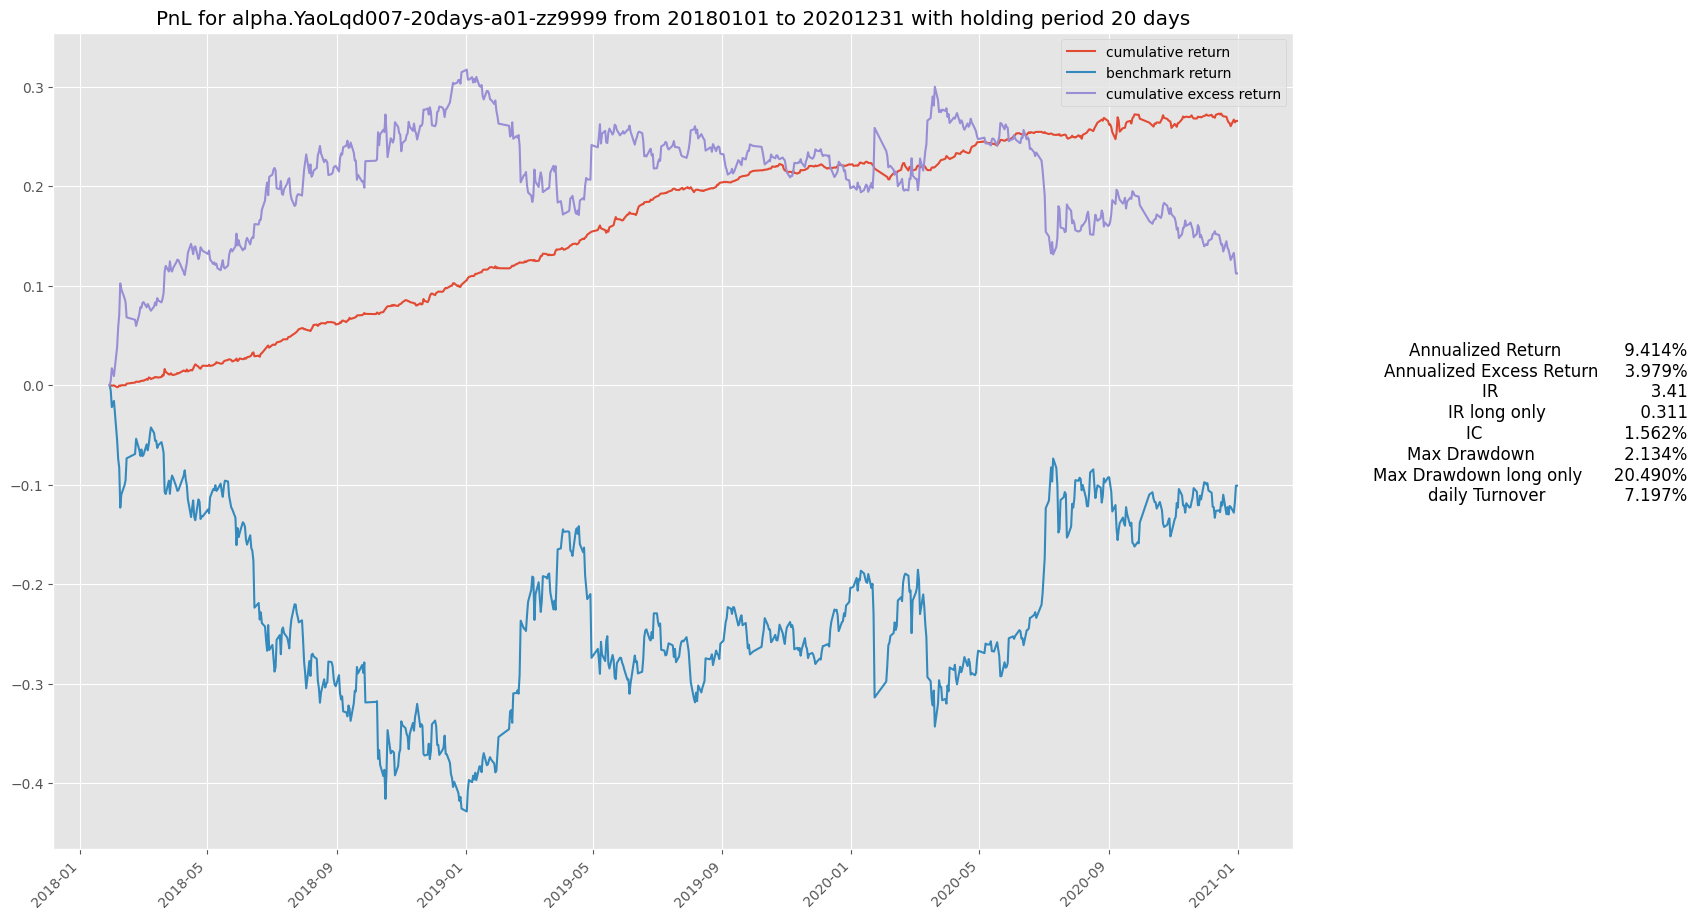 PnL for alpha.YaoLqd007-20days-a01-zz9999 from 20180101 to 20201231 with holding period 20 days
cumulative return
benchmark return
cumulative excess return
0.3
0.2
0.1
0.0
−0.1
−0.2
−0.3
−0.4
2018-01
2018-05
2018-09
2019-01
2019-05
2019-09
2020-01
2020-05
2020-09
2021-01
Annualized Return 9.414%
Annualized Excess Return 3.979%
IR 3.41
IR long only 0.311
IC 1.562%
Max Drawdown 2.134%
Max Drawdown long only 20.490%
daily Turnover 7.197%